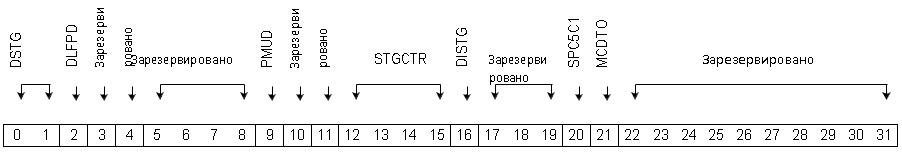 DSTG
DLFPD
Зарезерви
ровано
Зарезервировано
PMUD
Зарезерви
ровано
STGCTR
DISTG
Зарезерви
ровано
SPC5C1
MCDTO
Зарезервировано
0 1 2 3 4 5 6 7 8 9 10 11 12 13 14 15 16 17 18 19 20 21 22 23 24 25 26 27 28 29 30 31